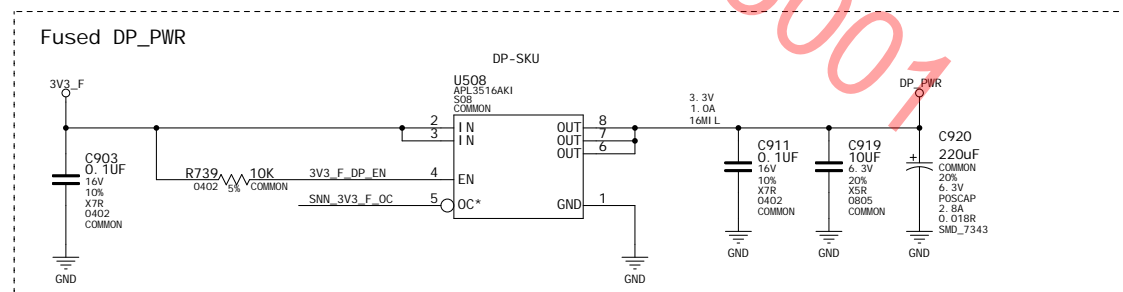 Fused DP_PWR
DP-SKU
3V3_F
U508
APL3516AKI
SO8
COMMON
DP_PWR
3.3V
1.0A
16MIL
2 IN
3 IN
OUT 8
OUT 7
OUT 6
C903
0.1UF
16V
10%
X7R
0402
COMMON
R739 10K
0402 5% COMMON
3V3_F_DP_EN
4 EN
SNN_3V3_F_OC
5 OC*
GND 1
C911
0.1UF
16V
10%
X7R
0402
COMMON
C919
10UF
6.3V
20%
X5R
0805
COMMON
C920
220uF
COMMON
20%
6.3V
POSCAP
2.8A
0.018R
SMD_7343
+
GND
GND
GND
GND
GND
001